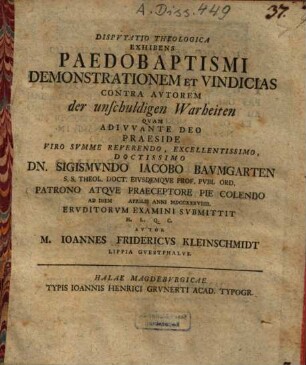 A. Diss. 449
37.
DISPVTATIO THEOLOGICA
EXHIBENS
PAEDOBAPTISMI
DEMONSTRATIONEM ET VINDICIAS
CONTRA AVTOREM
der unschuldigen Warheiten
QVAM
ADIVVANTE DEO
PRAESIDE
VIRO SVMME REVERENDO, EXCELLENTISSIMO,
DOCTISSIMO
DN. SIGISMVNDO IACOBO BAVMGARTEN
S. S. THEOL. DOCT. EIVSDEMQVE PROF. PVBL. ORD.
PATRONO ATQVE PRAECEPTORE PIE COLENDO
AD DIEM APRILIS ANNI
ERVDITORVM EXAMINI SVBMITTIT
H. L. Q. C.
AVTOR
M. IOANNES FRIDERICVS KLEINSCHMIDT
LIPPIA GVESTPHALVS.
HALAE MAGDEBVRGICAE
TYPIS IOANNIS HENRICI GRVNERTI ACAD. TYPOGR.